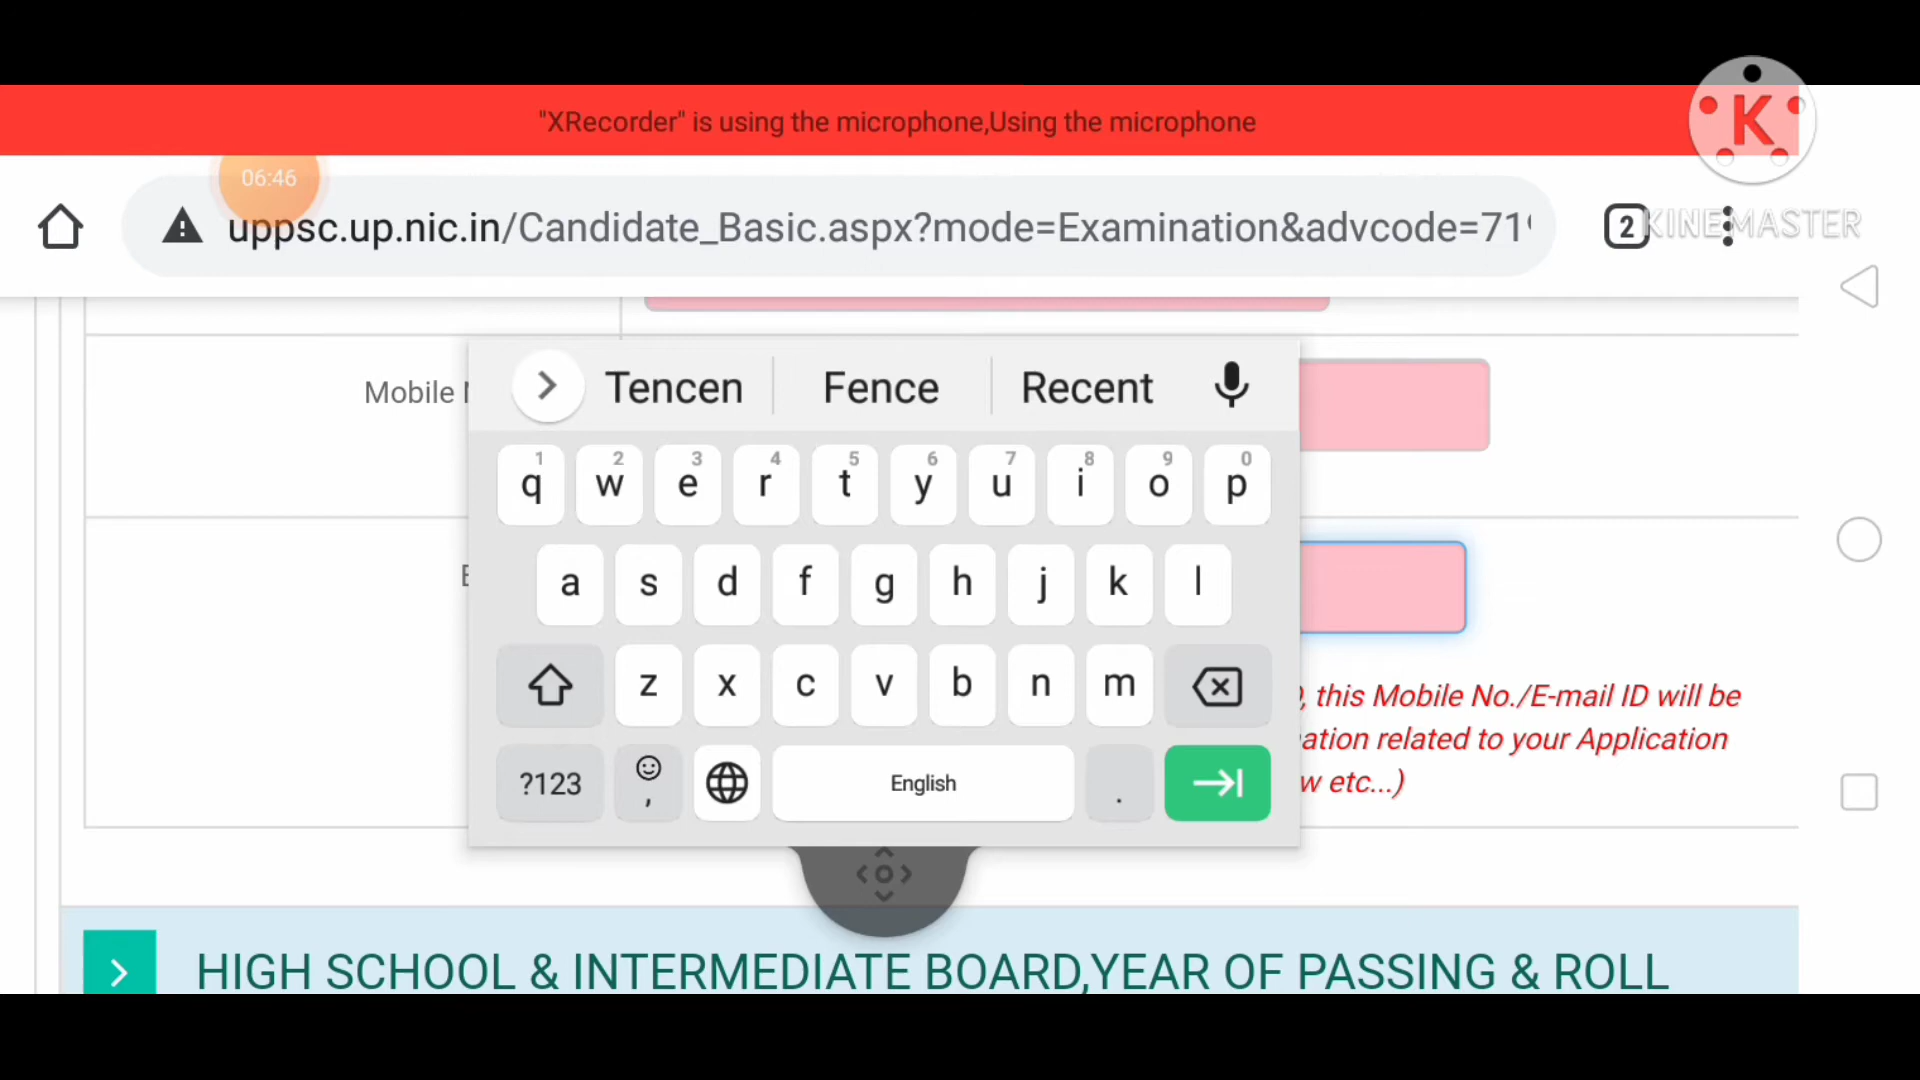 "XRecorder" is using the microphone,Using the microphone
K
06:46
uppsc.up.nic.in/Candidate_Basic.aspx?mode=Examination&advcode=71
2
KINEMASTER
Mobile
Tencen Fence Recent
1 2 3 4 5 6 7 8 9 0
q w e r t y u i o p
a s d f g h j k l
z x c v b n m
?123 , English .
, this Mobile No./E-mail ID will be
ation related to your Application
w etc...)
HIGH SCHOOL & INTERMEDIATE BOARD,YEAR OF PASSING & ROLL